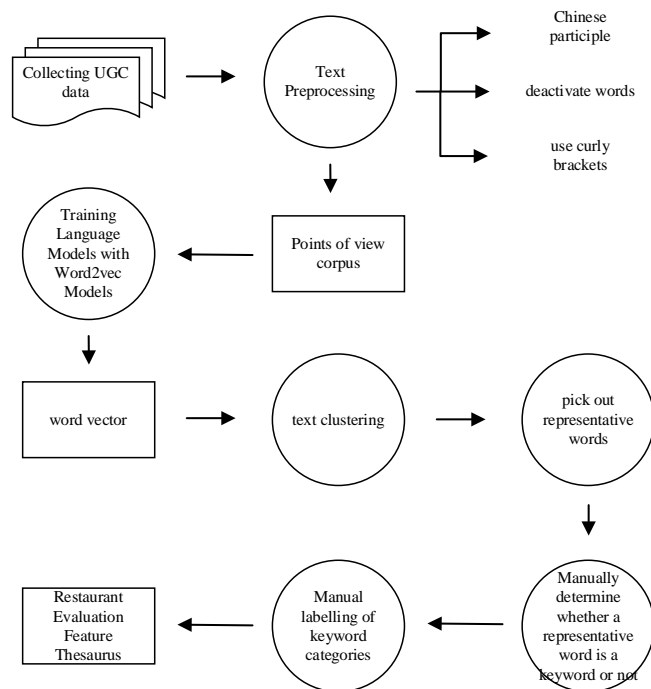 Collecting UGC
data
Text
Preprocessing
Chinese
participle
deactivate words
use curly
brackets
Training
Language
Models with
Word2vec
Models
Points of view
corpus
word vector
text clustering
pick out
representative
words
Restaurant
Evaluation
Feature
Thesaurus
Manual
labelling of
keyword
categories
Manually
determine
whether a
representative
word is a
keyword or not